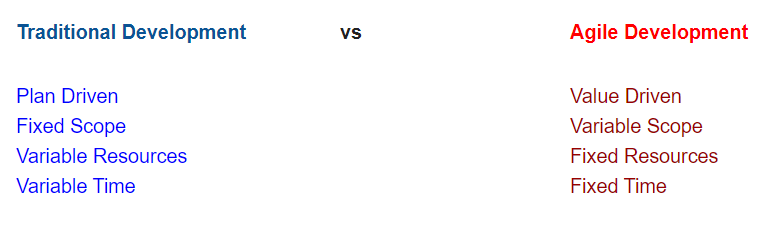 Traditional Development vs Agile Development
Plan Driven Value Driven
Fixed Scope Variable Scope
Variable Resources Fixed Resources
Variable Time Fixed Time